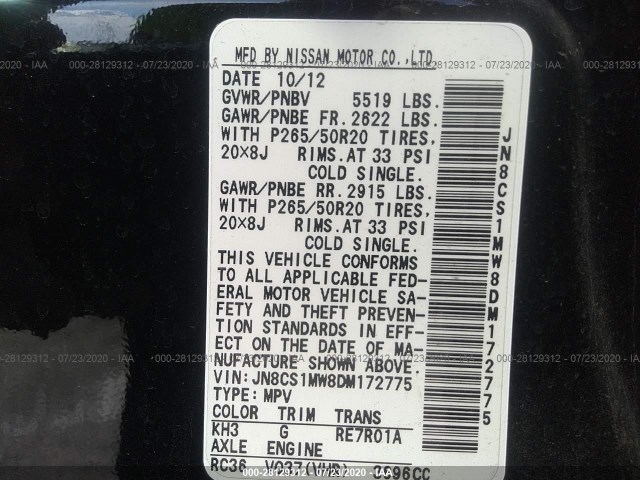 MFD BY NISSAN MOTOR CO.,LTD
000-28129312 - 07/23/2020 - IAA
DATE 10/12
GVWR/PNBV 5519 LBS.
GAWR/PNBE FR. 2622 LBS.
WITH P265/50R20 TIRES,
20×8J RIMS. AT 33 PSI
COLD SINGLE.
GAWR/PNBE RR. 2915 LBS.
WITH P265/50R20 TIRES,
20×8J RIMS. AT 33 PSI
COLD SINGLE.
THIS VEHICLE CONFORMS
TO ALL APPLICABLE FED-
ERAL MOTOR VEHICLE SA-
FETY AND THEFT PREVEN-
TION STANDARDS IN EFF-
ECT ON THE DATE OF MA-
NUFACTURE SHOWN ABOVE.
VIN:JN8CS1MW8DM172775
TYPE:MPV
COLOR TRIM TRANS
KH3 G RE7R01A
AXLE ENGINE
RC36 VQ37(VHR) 3696CC
JN8CS1MW8DM172775